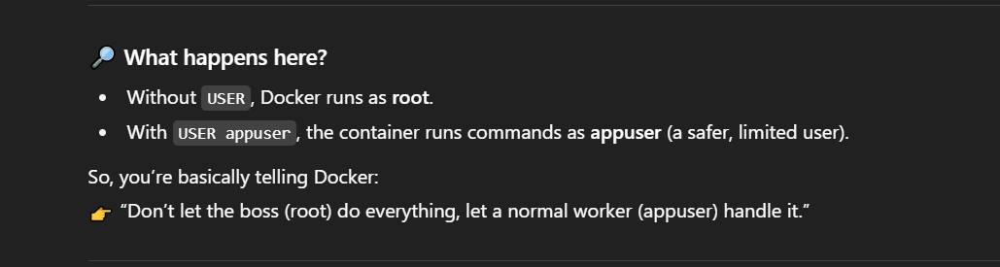 🔎 What happens here?
• Without USER, Docker runs as root.
• With USER appuser, the container runs commands as appuser (a safer, limited user).
So, you’re basically telling Docker:
👉 “Don’t let the boss (root) do everything, let a normal worker (appuser) handle it.”